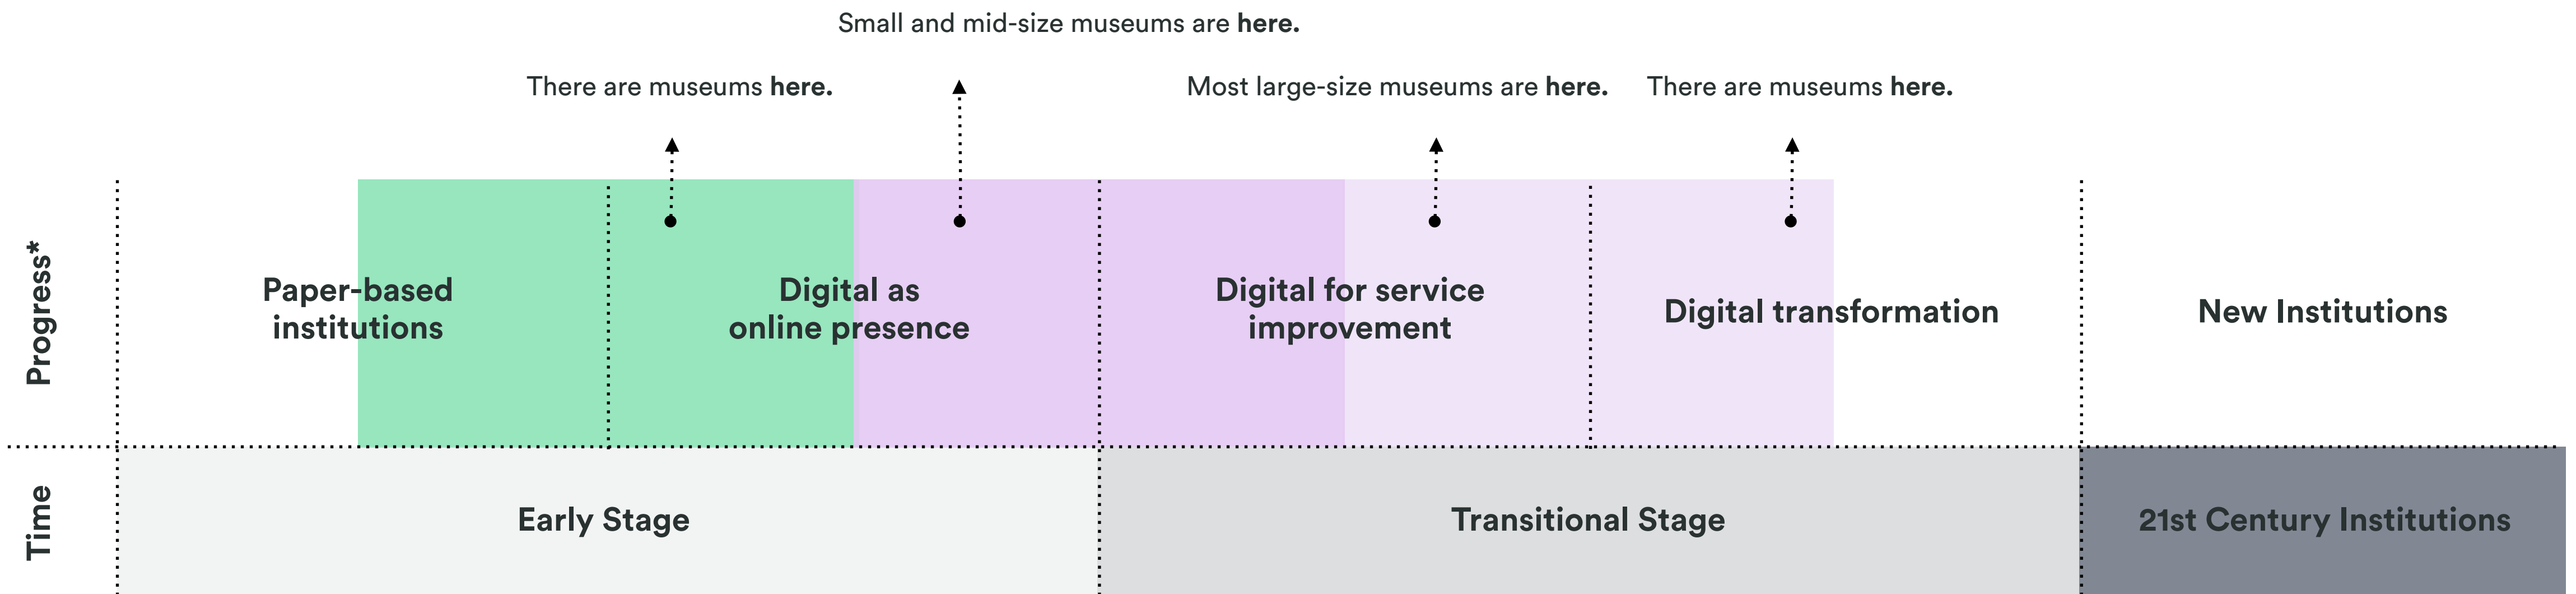 Small and mid-size museums are here.
There are museums here.
Most large-size museums are here.
There are museums here.
Progress*
Paper-based
institutions
Digital as
online presence
Digital for service
improvement
Digital transformation
New Institutions
Time
Early Stage
Transitional Stage
21st Century Institutions